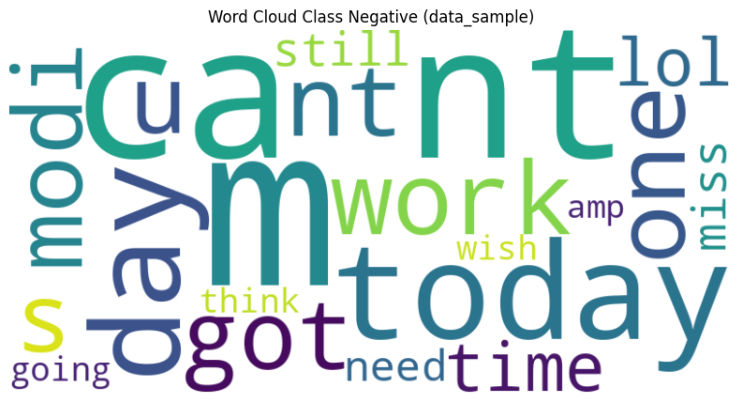 Word Cloud Class Negative (data_sample)
still
lol
ca nt
u
nt
modi
one
day
m
work
amp
miss
wish
today
s
think
got
going
need
time